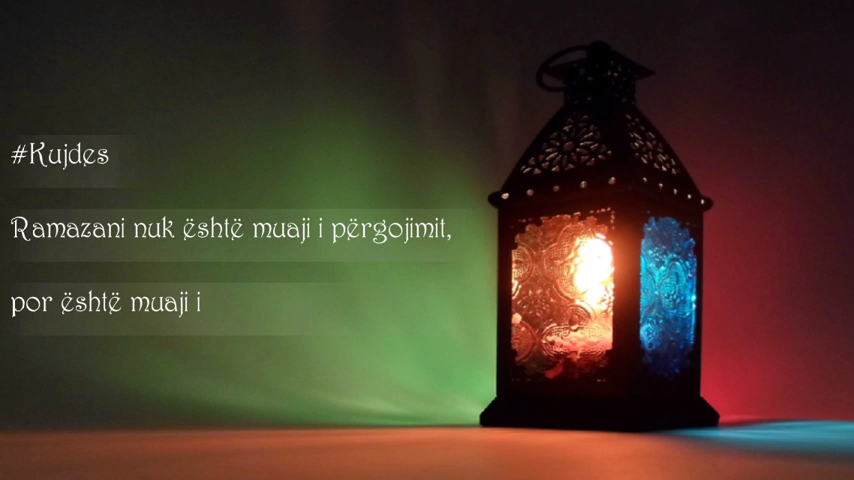 #Kujdes
Ramazani nuk është muaji i përgojimit,
por është muaji i